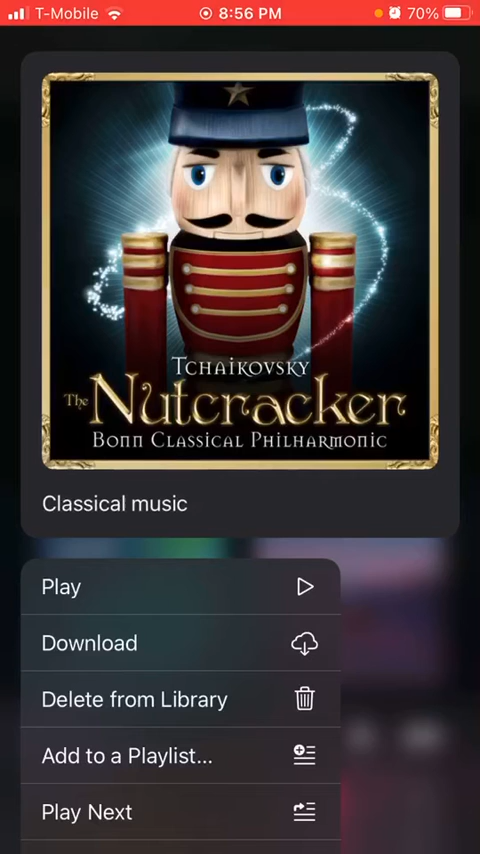 T-Mobile 8:56 PM 70%
TCHAIKOVSKY
The Nutcracker
BONN CLASSICAL PHILHARMONIC
Classical music
Play
Download
Delete from Library
Add to a Playlist...
Play Next